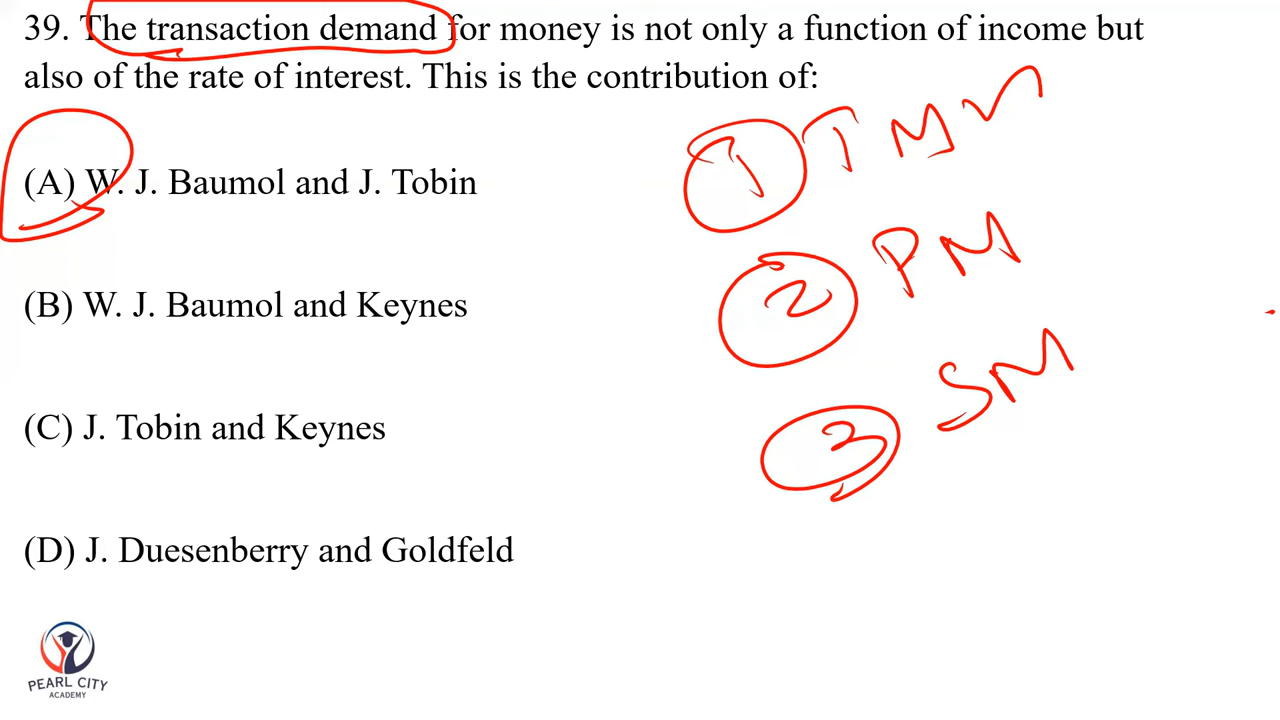 39. The transaction demand for money is not only a function of income but
also of the rate of interest. This is the contribution of:
(A) W. J. Baumol and J. Tobin
(B) W. J. Baumol and Keynes
(C) J. Tobin and Keynes
(D) J. Duesenberry and Goldfeld
1 TM
2 PM
3 SM
PEARL CITY
ACADEMY